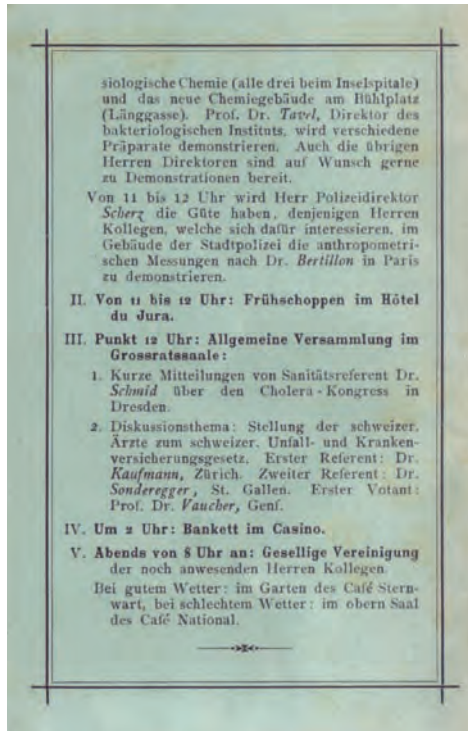 siologische Chemie (alle drei beim Inselspitale)
und das neue Chemiegebäude am Bühlplatz
(Länggasse). Prof. Dr. Tavel, Direktor des
bakteriologischen Instituts, wird verschiedene
Präparate demonstrieren. Auch die übrigen
Herren Direktoren sind auf Wunsch gerne
zu Demonstrationen bereit.
Von 11 bis 12 Uhr wird Herr Polizeidirektor
Scherz die Güte haben, denjenigen Herren
Kollegen, welche sich dafür interessieren, im
Gebäude der Stadtpolizei die anthropometri-
schen Messungen nach Dr. Bertillon in Paris
zu demonstrieren.
II. Von 11 bis 12 Uhr: Frühschoppen im Hôtel
du Jura.
III. Punkt 12 Uhr: Allgemeine Versammlung im
Grossratssaale:
1. Kurze Mitteilungen von Sanitätsreferent Dr.
Schmid über den Cholera-Kongress in
Dresden.
2. Diskussionsthema: Stellung der schweizer.
Ärzte zum schweizer. Unfall- und Kranken-
versicherungsgesetz. Erster Referent: Dr.
Kaufmann, Zürich. Zweiter Referent: Dr.
Sonderegger, St. Gallen. Erster Votant:
Prof. Dr. Vaucher, Genf.
IV. Um 2 Uhr: Bankett im Casino.
V. Abends von 8 Uhr an: Gesellige Vereinigung
der noch anwesenden Herren Kollegen.
Bei gutem Wetter: im Garten des Café Stern-
wart, bei schlechtem Wetter: im obern Saal
des Café National.